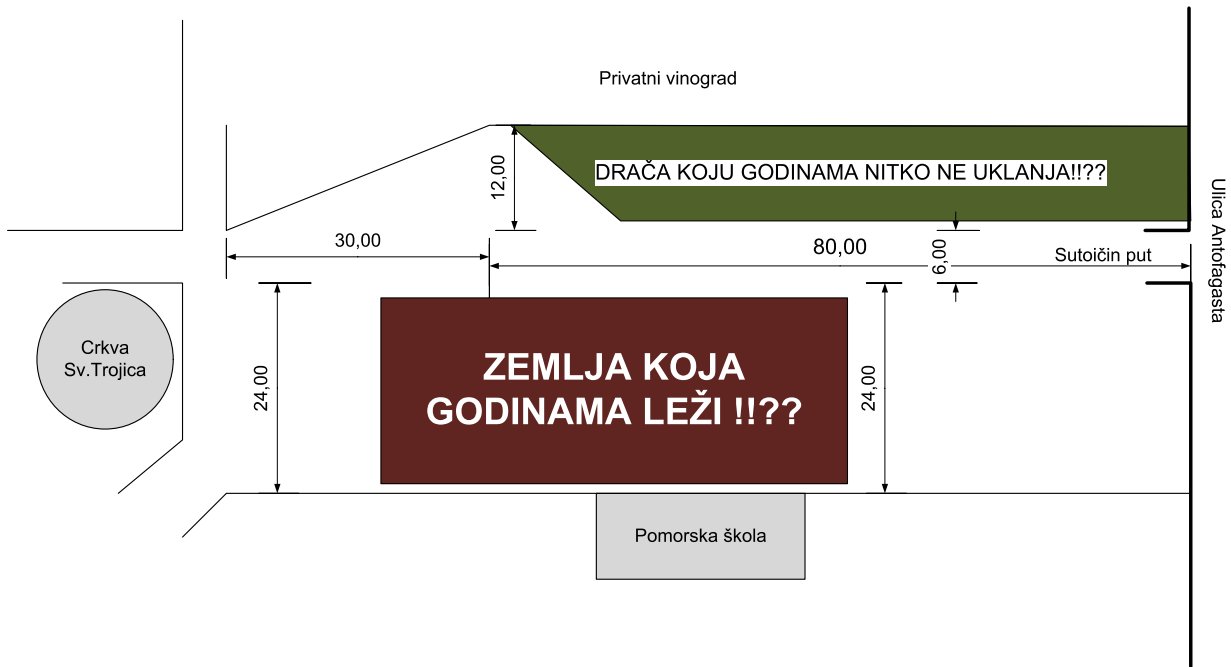 Privatni vinograd
DRAČA KOJU GODINAMA NITKO NE UKLANJA!!??
12,00
30,00
80,00
6,00
Sutoičin put
Ulica Antofagasta
Crkva
Sv.Trojica
24,00
ZEMLJA KOJA
GODINAMA LEŽI !!??
24,00
Pomorska škola